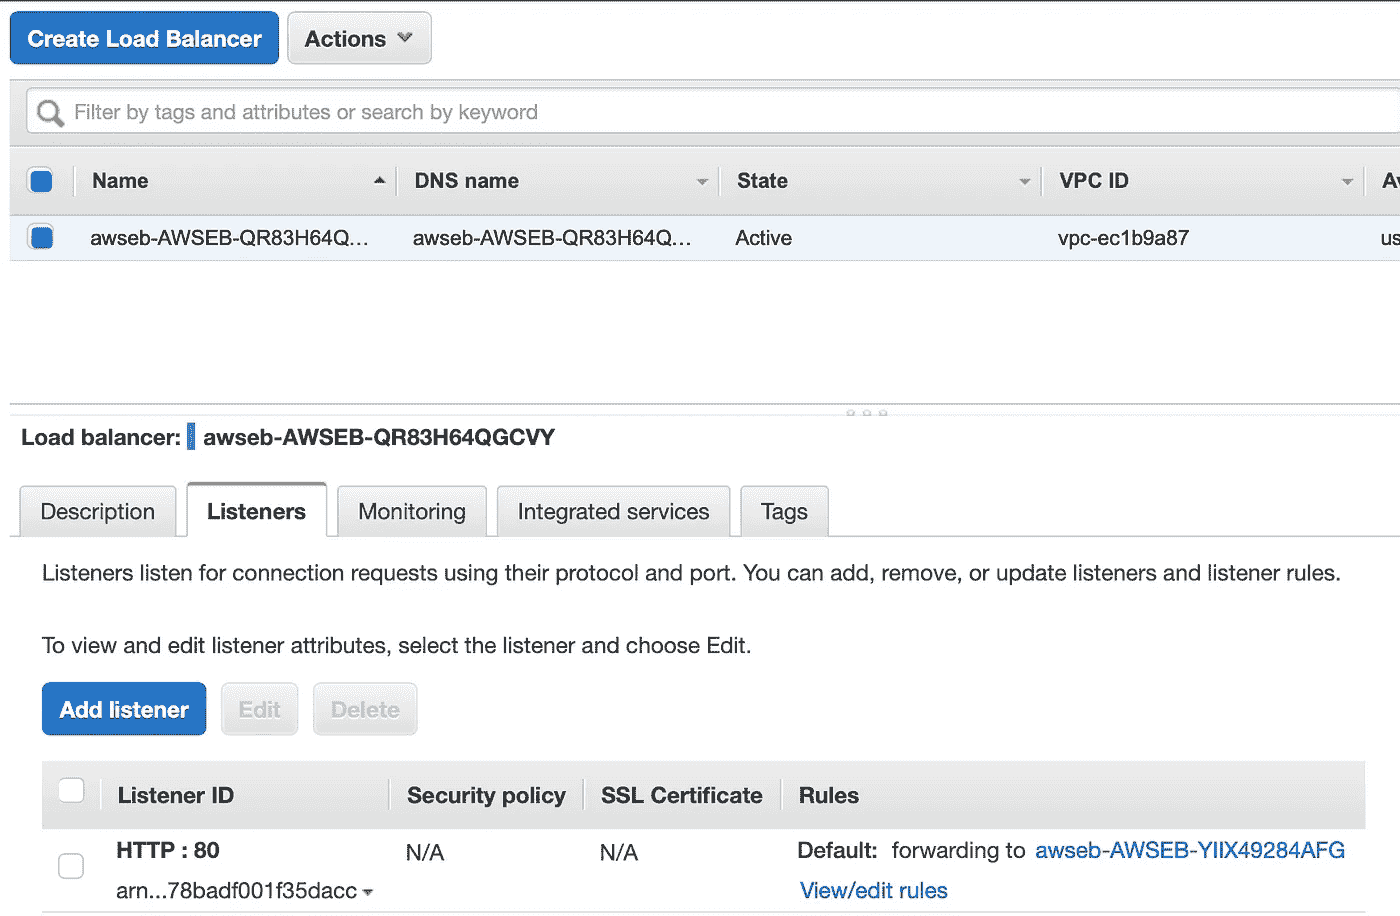 Create Load Balancer Actions
Filter by tags and attributes or search by keyword
Name DNS name State VPC ID
awseb-AWSEB-QR83H64Q... awseb-AWSEB-QR83H64Q... Active vpc-ec1b9a87 us
Load balancer: awseb-AWSEB-QR83H64QGCVY
Description Listeners Monitoring Integrated services Tags
Listeners listen for connection requests using their protocol and port. You can add, remove, or update listeners and listener rules.
To view and edit listener attributes, select the listener and choose Edit.
Add listener Edit Delete
Listener ID Security policy SSL Certificate Rules
HTTP : 80 N/A N/A Default: forwarding to awseb-AWSEB-YIIX49284AFG
arn...78badf001f35dacc View/edit rules